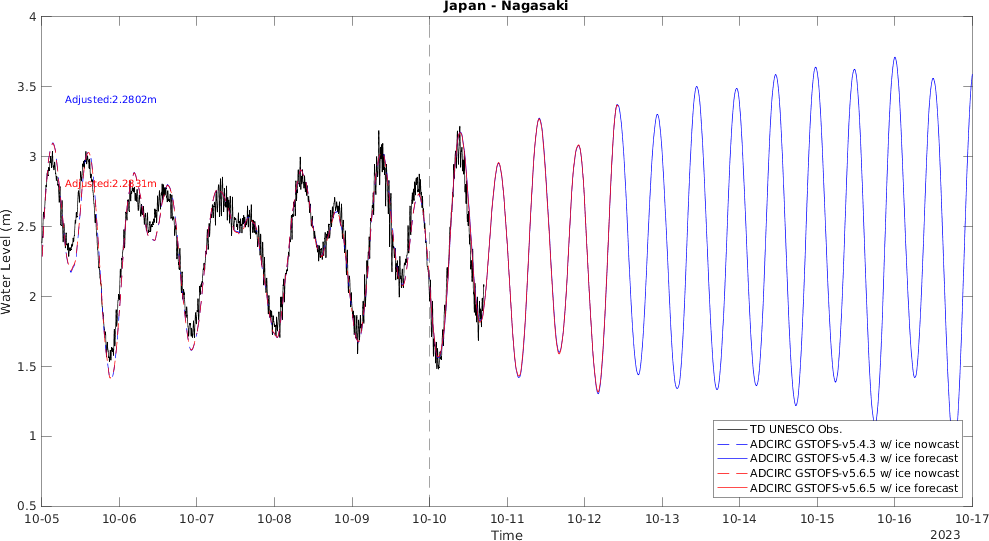 Japan - Nagasaki
4
3.5
3
2.5
2
1.5
1
0.5
Water Level (m)
Adjusted:2.2802m
Adjusted:2.2831m
TD UNESCO Obs.
ADCIRC GSTOFS-v5.4.3 w/ ice nowcast
ADCIRC GSTOFS-v5.4.3 w/ ice forecast
ADCIRC GSTOFS-v5.6.5 w/ ice nowcast
ADCIRC GSTOFS-v5.6.5 w/ ice forecast
10-05 10-06 10-07 10-08 10-09 10-10 10-11 10-12 10-13 10-14 10-15 10-16 10-17
Time
2023